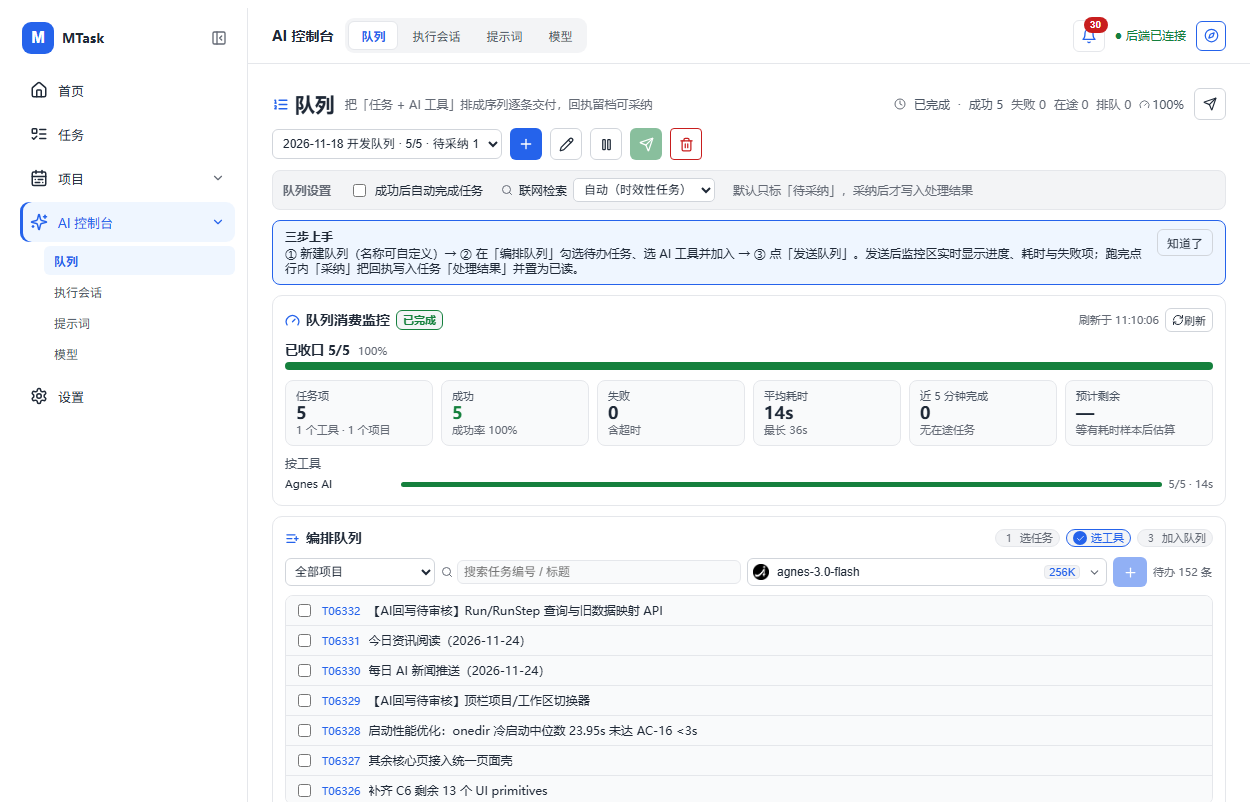 M MTask
首页
任务
项目
AI 控制台
队列
执行会话
提示词
模型
设置
AI 控制台 队列 执行会话 提示词 模型
30
后端已连接
队列 把「任务 + AI 工具」排成序列逐条交付，回执留档可采纳
已完成 · 成功 5 失败 0 在途 0 排队 0 100%
2026-11-18 开发队列 · 5/5 · 待采纳 1
队列设置 成功后自动完成任务 联网检索 自动（时效性任务） 默认只标「待采纳」，采纳后才写入处理结果
三步上手
① 新建队列（名称可自定义）→ ② 在「编排队列」勾选待办任务、选 AI 工具并加入 → ③ 点「发送队列」。发送后监控区实时显示进度、耗时与失败项；跑完点
行内「采纳」把回执写入任务「处理结果」并置为已读。
知道了
队列消费监控 已完成
刷新于 11:10:06 刷新
已收口 5/5 100%
任务项
5
1 个工具 · 1 个项目
成功
5
成功率 100%
失败
0
含超时
平均耗时
14s
最长 36s
近 5 分钟完成
0
无在途任务
预计剩余
—
等有耗时样本后估算
按工具
Agnes AI 5/5 · 14s
编排队列
1 选任务 选工具 3 加入队列
全部项目 搜索任务编号 / 标题 agnes-3.0-flash 256K 待办 152 条
T06332 【AI回写待审核】Run/RunStep 查询与旧数据映射 API
T06331 今日资讯阅读（2026-11-24）
T06330 每日 AI 新闻推送（2026-11-24）
T06329 【AI回写待审核】顶栏项目/工作区切换器
T06328 启动性能优化：onedir 冷启动中位数 23.95s 未达 AC-16 <3s
T06327 其余核心页接入统一页面壳
T06326 补齐 C6 剩余 13 个 UI primitives